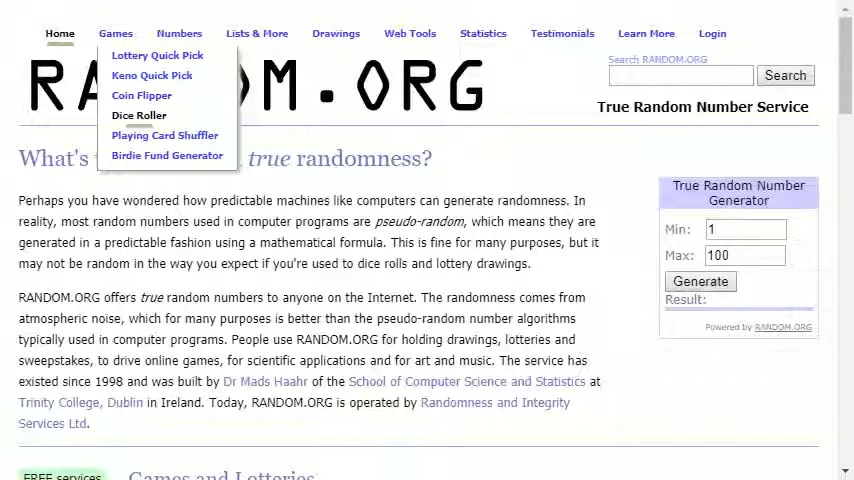 Home Games Numbers Lists & More Drawings Web Tools Statistics Testimonials Learn More Login
Lottery Quick Pick
Keno Quick Pick
Coin Flipper
Dice Roller
Playing Card Shuffler
Birdie Fund Generator
Search RANDOM.ORG
Search
RA M.ORG
True Random Number Service
What's true randomness?
Perhaps you have wondered how predictable machines like computers can generate randomness. In
reality, most random numbers used in computer programs are pseudo-random, which means they are
generated in a predictable fashion using a mathematical formula. This is fine for many purposes, but it
may not be random in the way you expect if you're used to dice rolls and lottery drawings.
RANDOM.ORG offers true random numbers to anyone on the Internet. The randomness comes from
atmospheric noise, which for many purposes is better than the pseudo-random number algorithms
typically used in computer programs. People use RANDOM.ORG for holding drawings, lotteries and
sweepstakes, to drive online games, for scientific applications and for art and music. The service has
existed since 1998 and was built by Dr Mads Haahr of the School of Computer Science and Statistics at
Trinity College, Dublin in Ireland. Today, RANDOM.ORG is operated by Randomness and Integrity
Services Ltd.
True Random Number
Generator
Min: 1
Max: 100
Generate
Result:
Powered by RANDOM.ORG
FREE services
Games and Lotteries